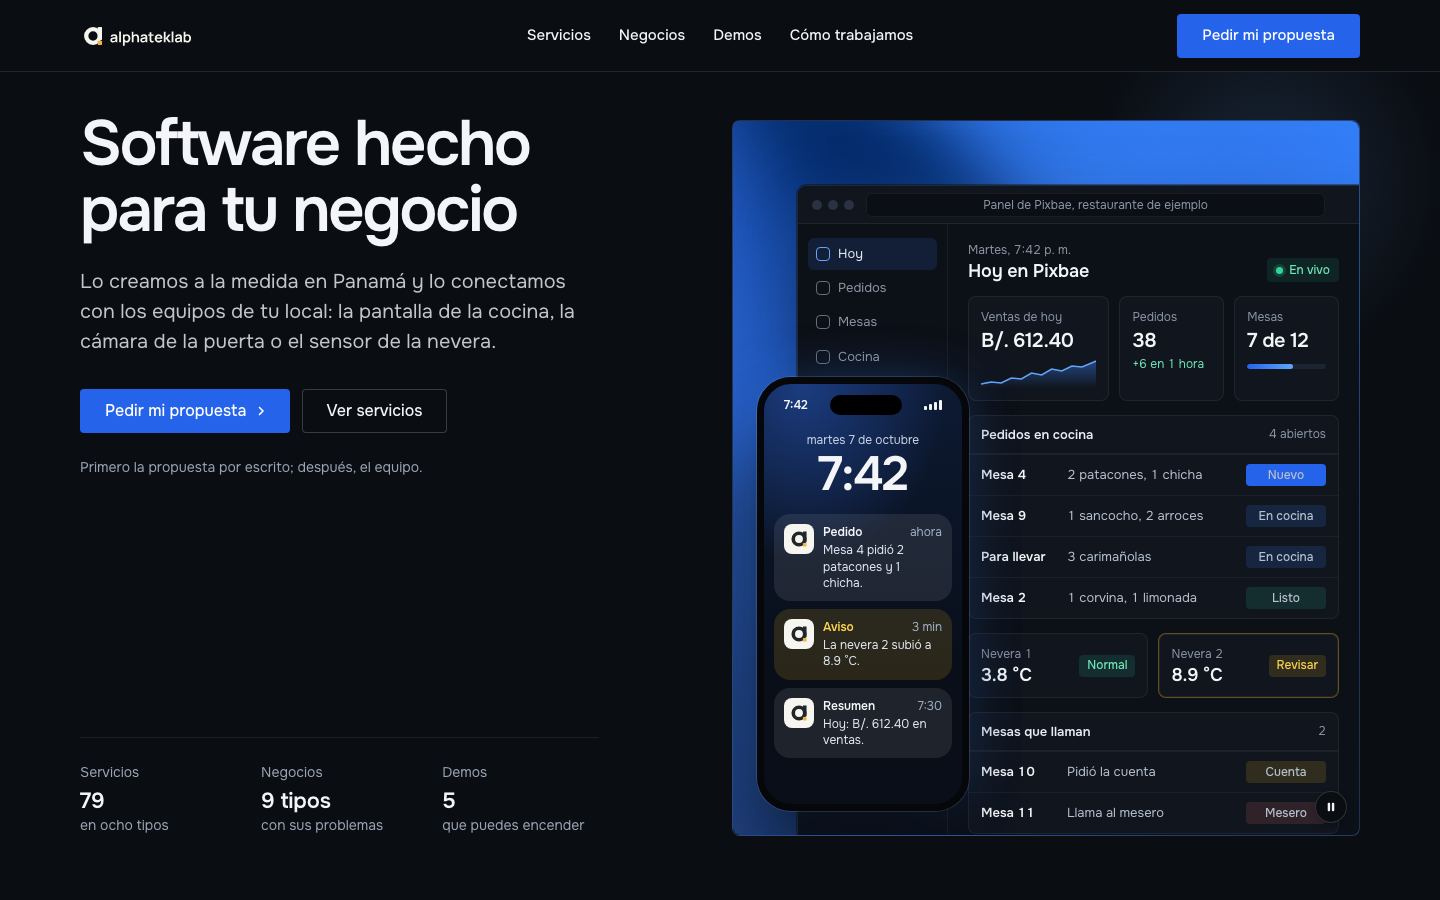 alphateklab
Servicios
Negocios
Demos
Cómo trabajamos
Pedir mi propuesta
Software hecho
para tu negocio
Lo creamos a la medida en Panamá y lo conectamos
con los equipos de tu local: la pantalla de la cocina, la
cámara de la puerta o el sensor de la nevera.
Pedir mi propuesta
Ver servicios
Primero la propuesta por escrito; después, el equipo.
Servicios
79
en ocho tipos
Negocios
9 tipos
con sus problemas
Demos
5
que puedes encender
Panel de Pixbae, restaurante de ejemplo
Hoy
Pedidos
Mesas
Cocina
Martes, 7:42 p. m.
Hoy en Pixbae
En vivo
Ventas de hoy
B/. 612.40
Pedidos
38
+6 en 1 hora
Mesas
7 de 12
Pedidos en cocina
4 abiertos
Mesa 4
2 patacones, 1 chicha
Nuevo
Mesa 9
1 sancocho, 2 arroces
En cocina
Para llevar
3 carimañolas
En cocina
Mesa 2
1 corvina, 1 limonada
Listo
Nevera 1
3.8 °C
Normal
Nevera 2
8.9 °C
Revisar
Mesas que llaman
2
Mesa 10
Pidió la cuenta
Cuenta
Mesa 11
Llama al mesero
Mesero
7:42
martes 7 de octubre
7:42
Pedido
ahora
Mesa 4 pidió 2
patacones y 1
chicha.
Aviso
3 min
La nevera 2 subió a
8.9 °C.
Resumen
7:30
Hoy: B/. 612.40 en
ventas.